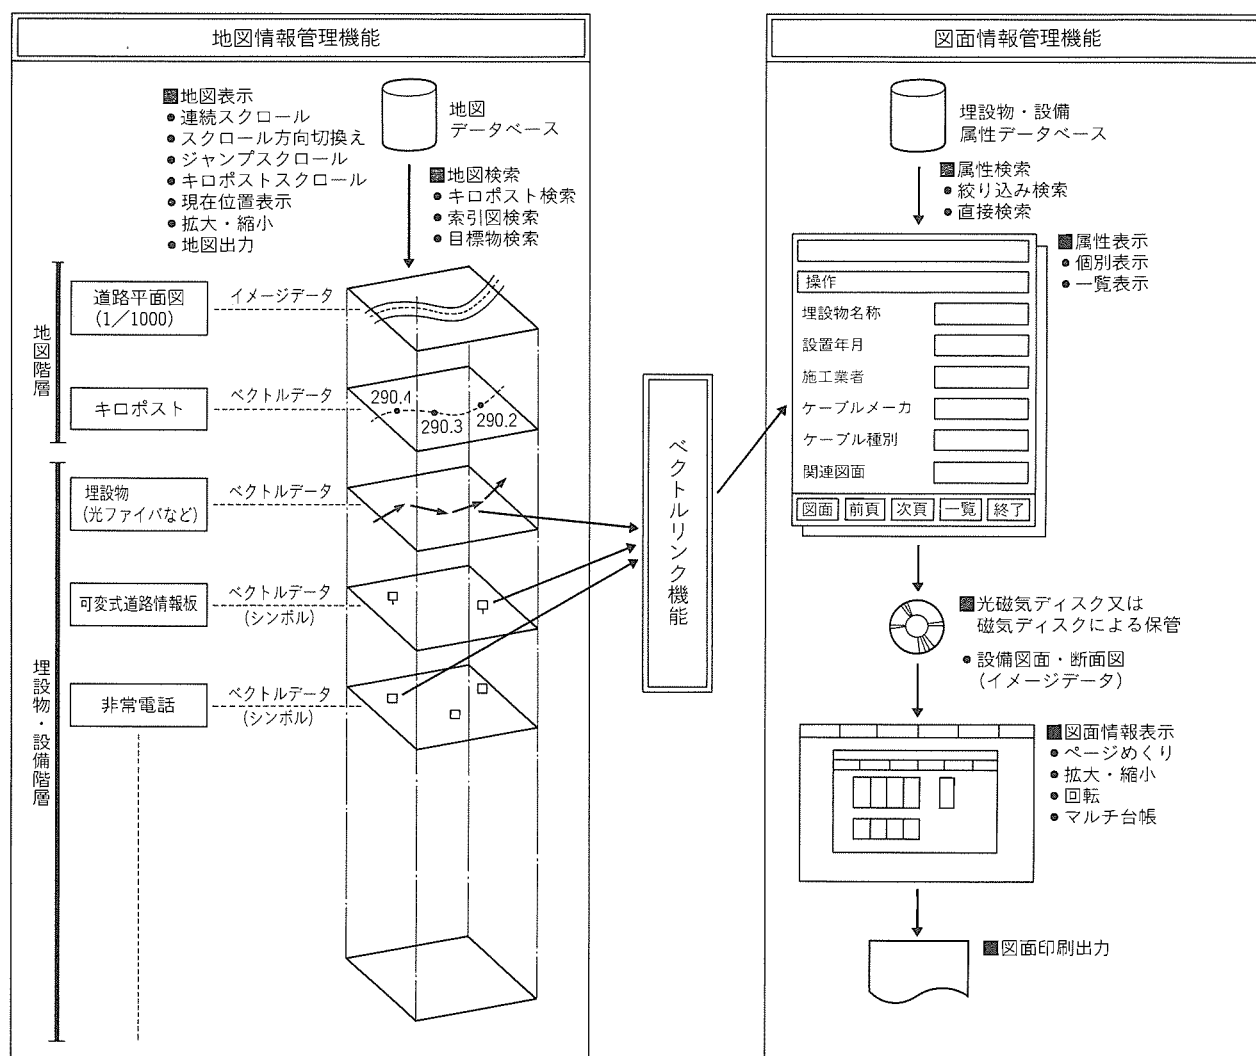 地図情報管理機能
■地図表示
●連続スクロール
●スクロール方向切換え
●ジャンプスクロール
●キロポストスクロール
●現在位置表示
●拡大・縮小
●地図出力
地図
データベース
■地図検索
●キロポスト検索
●索引図検索
●目標物検索
地図階層
道路平面図
(1/1000)
イメージデータ
キロポスト
ベクトルデータ
290.4
290.3
290.2
埋設物・設備階層
埋設物
(光ファイバなど)
ベクトルデータ
可変式道路情報板
ベクトルデータ
(シンボル)
非常電話
ベクトルデータ
(シンボル)
ベクトルリンク機能
図面情報管理機能
埋設物・設備
属性データベース
■属性検索
●絞り込み検索
●直接検索
■属性表示
●個別表示
●一覧表示
操作
埋設物名称
設置年月
施工業者
ケーブルメーカ
ケーブル種別
関連図面
図面 前頁 次頁 一覧 終了
■光磁気ディスク又は
磁気ディスクによる保管
●設備図面・断面図
(イメージデータ)
■図面情報表示
●ページめくり
●拡大・縮小
●回転
●マルチ台帳
■図面印刷出力